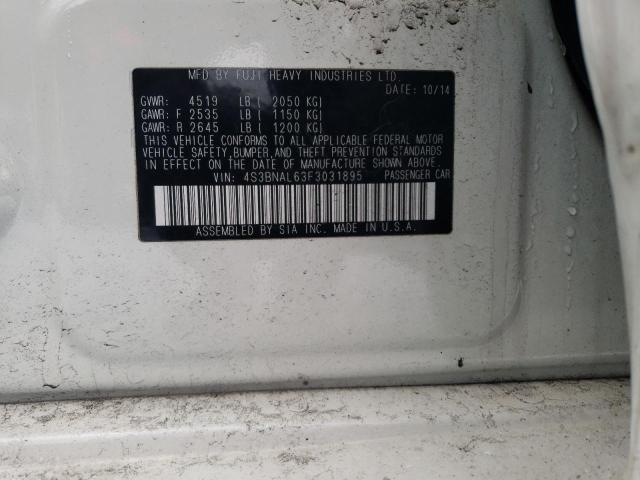 MFD BY FUJI HEAVY INDUSTRIES LTD.
DATE: 10/14
GVWR: 4519 LB ( 2050 KG)
GAWR: F 2535 LB ( 1150 KG)
GAWR: R 2645 LB ( 1200 KG)
THIS VEHICLE CONFORMS TO ALL APPLICABLE FEDERAL MOTOR
VEHICLE SAFETY, BUMPER, AND THEFT PREVENTION STANDARDS
IN EFFECT ON THE DATE OF MANUFACTURE SHOWN ABOVE.
VIN: 4S3BNAL63F3031895 PASSENGER CAR
ASSEMBLED BY SIA INC. MADE IN U.S.A.